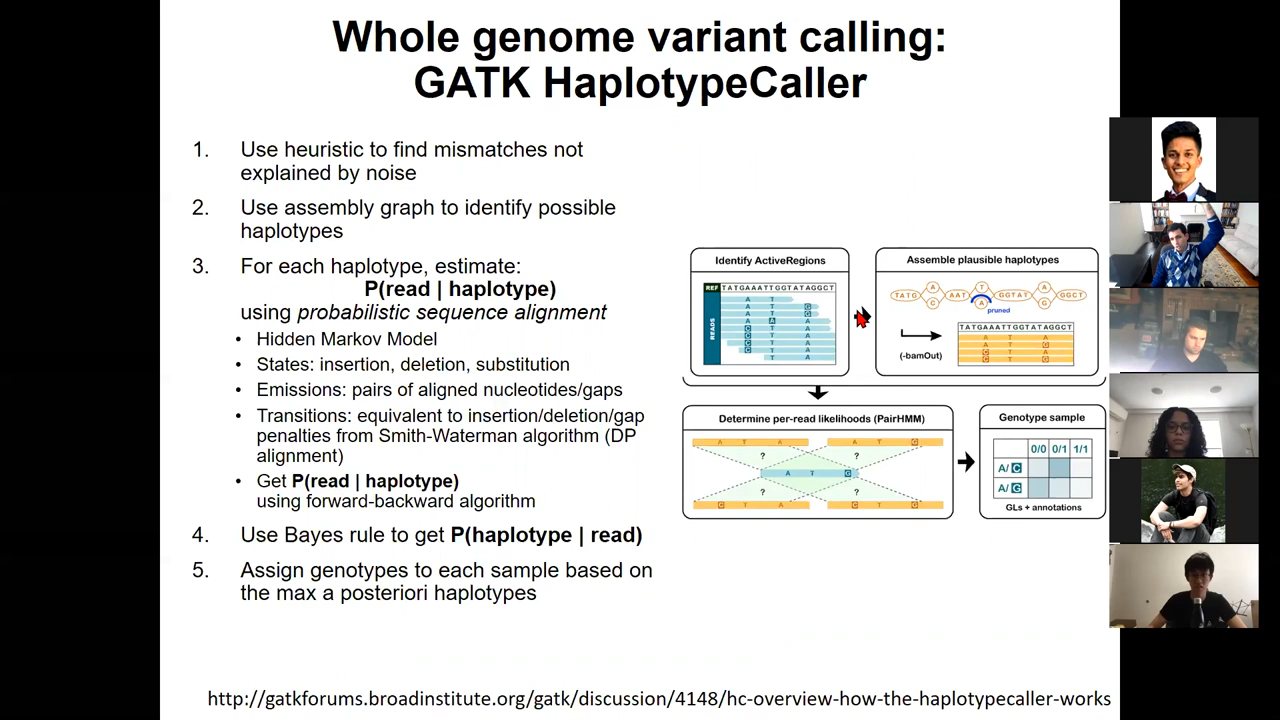 Whole genome variant calling:
GATK HaplotypeCaller
1. Use heuristic to find mismatches not
explained by noise
2. Use assembly graph to identify possible
haplotypes
3. For each haplotype, estimate:
P(read | haplotype)
using probilistic sequence alignment
• Hidden Markov Model
• States: insertion, deletion, substitution
• Emissions: pairs of aligned nucleotides/gaps
• Transitions: equivalent to insertion/deletion/gap
penalties from Smith-Waterman algorithm (DP
alignment)
• Get P(read | haplotype)
using forward-backward algorithm
4. Use Bayes rule to get P(haplotype | read)
5. Assign genotypes to each sample based on
the max a posteriori haplotypes
Identify ActiveRegions
REF TATGAAATTGGTATAGGCT
READS
A T
A T G
A T G
A A A
C T A
C T A
C T A
T A
Assemble plausible haplotypes
TATG A C AAT T A GGTAT A G GGCT
pruned
(-bamOut)
TATGAAATTGGTATAGGCT
A T A
A T G
C T A
C T G
Determine per-read likelihoods (PairHMM)
A T A A T G
? ?
A T G
? ?
C T A C T G
Genotype sample
0/0 0/1 1/1
A/ C
A/ G
GLs + annotations
http://gatkforums.broadinstitute.org/gatk/discussion/4148/hc-overview-how-the-haplotypecaller-works